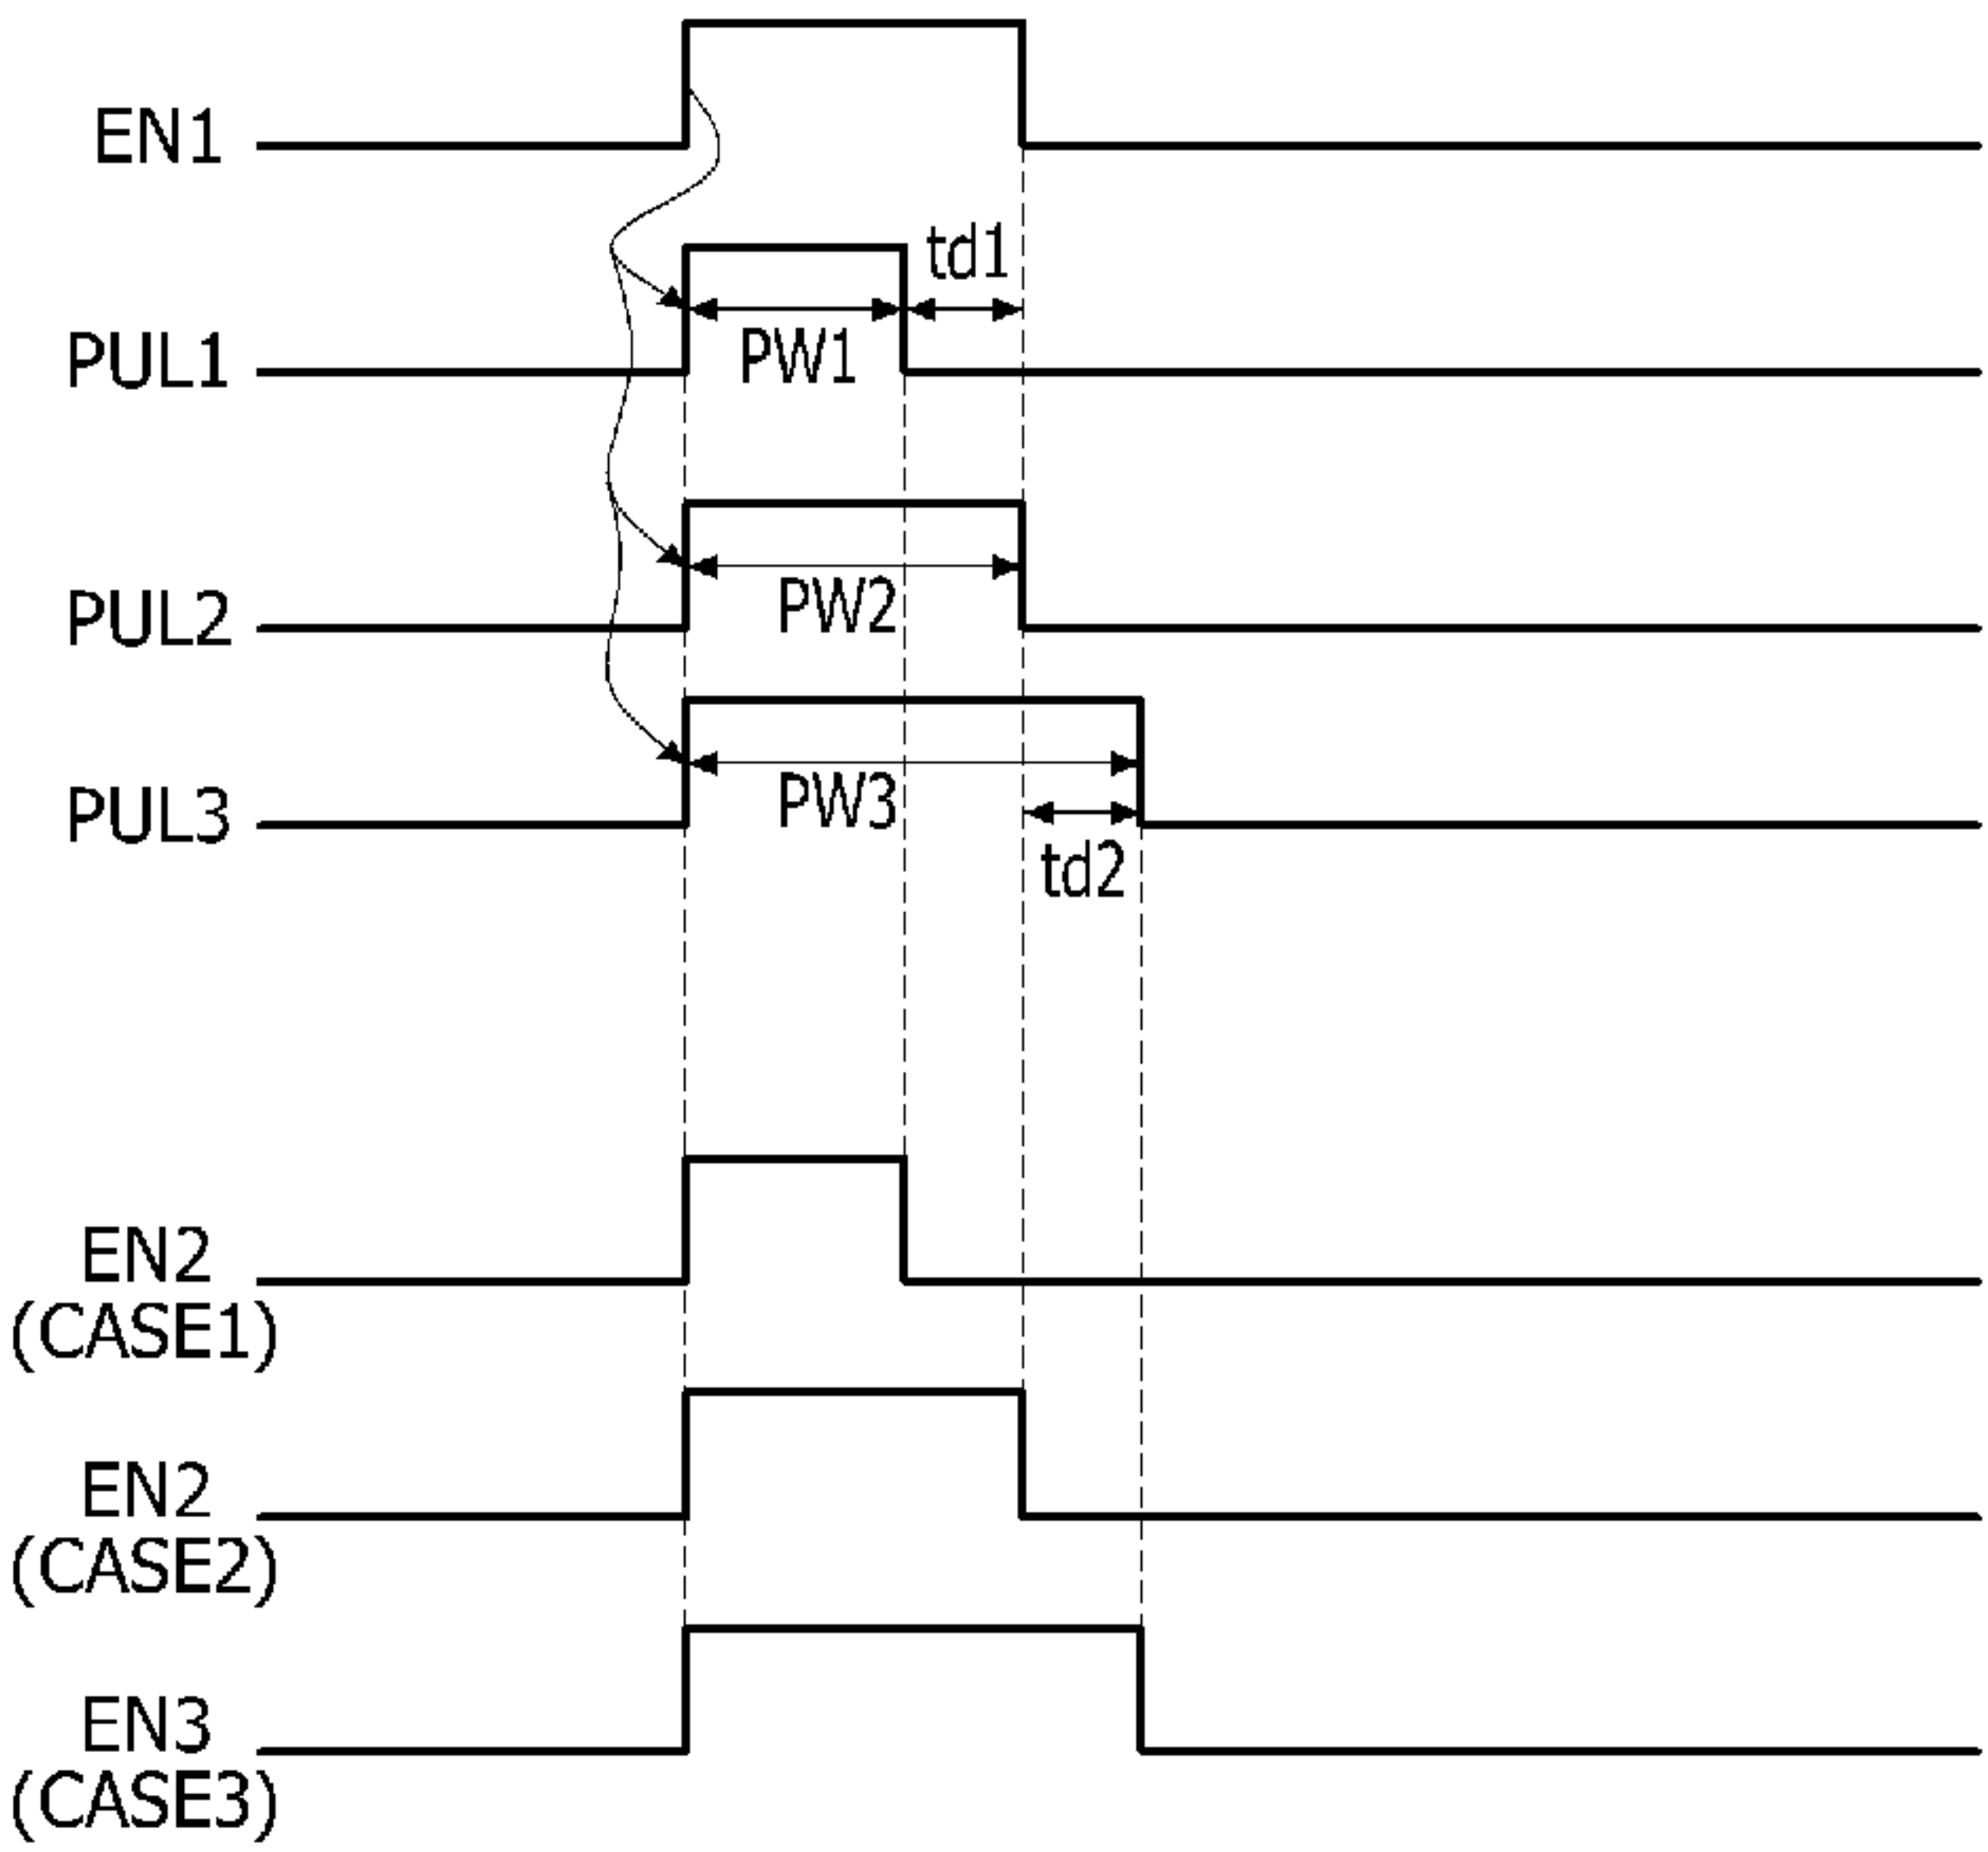 EN1
td1
PW1
PUL1
PW2
PUL2
PW3
PUL3
td2
EN2
(CASE1)
EN2
(CASE2)
EN3
(CASE3)